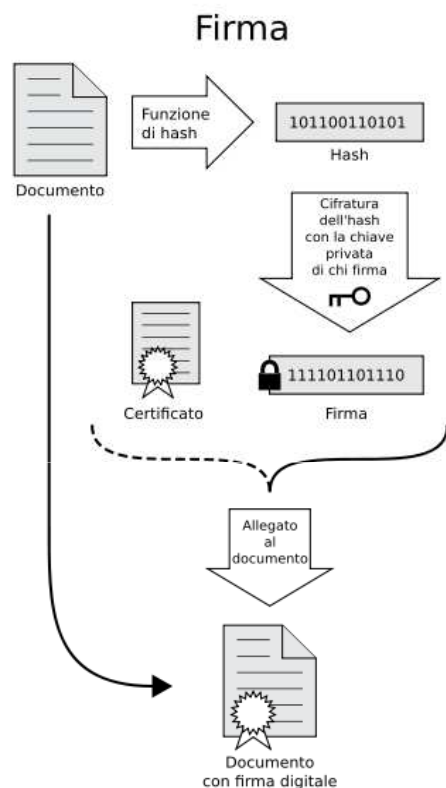 Firma
Funzione
di hash
101100110101
Hash
Documento
Cifratura
dell'hash
con la chiave
privata
di chi firma
111101101110
Certificato
Firma
Allegato
al
documento
Documento
con firma digitale